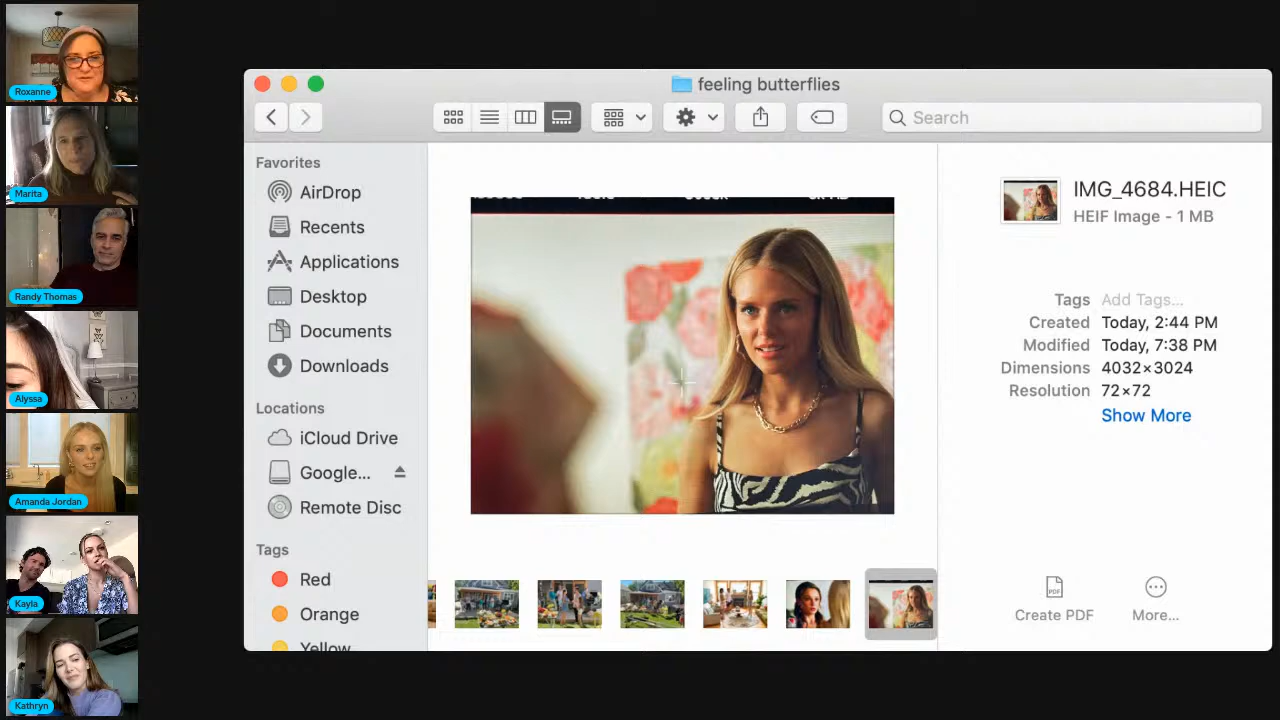 Roxanne
Marita
Randy Thomas
Alyssa
Amanda Jordan
Kayla
Kathryn
feeling butterflies
Search
Favorites
AirDrop
Recents
Applications
Desktop
Documents
Downloads
Locations
iCloud Drive
Google...
Remote Disc
Tags
Red
Orange
Yellow
IMG_4684.HEIC
HEIF Image - 1 MB
Tags Add Tags...
Created Today, 2:44 PM
Modified Today, 7:38 PM
Dimensions 4032×3024
Resolution 72×72
Show More
PDF
Create PDF
More...